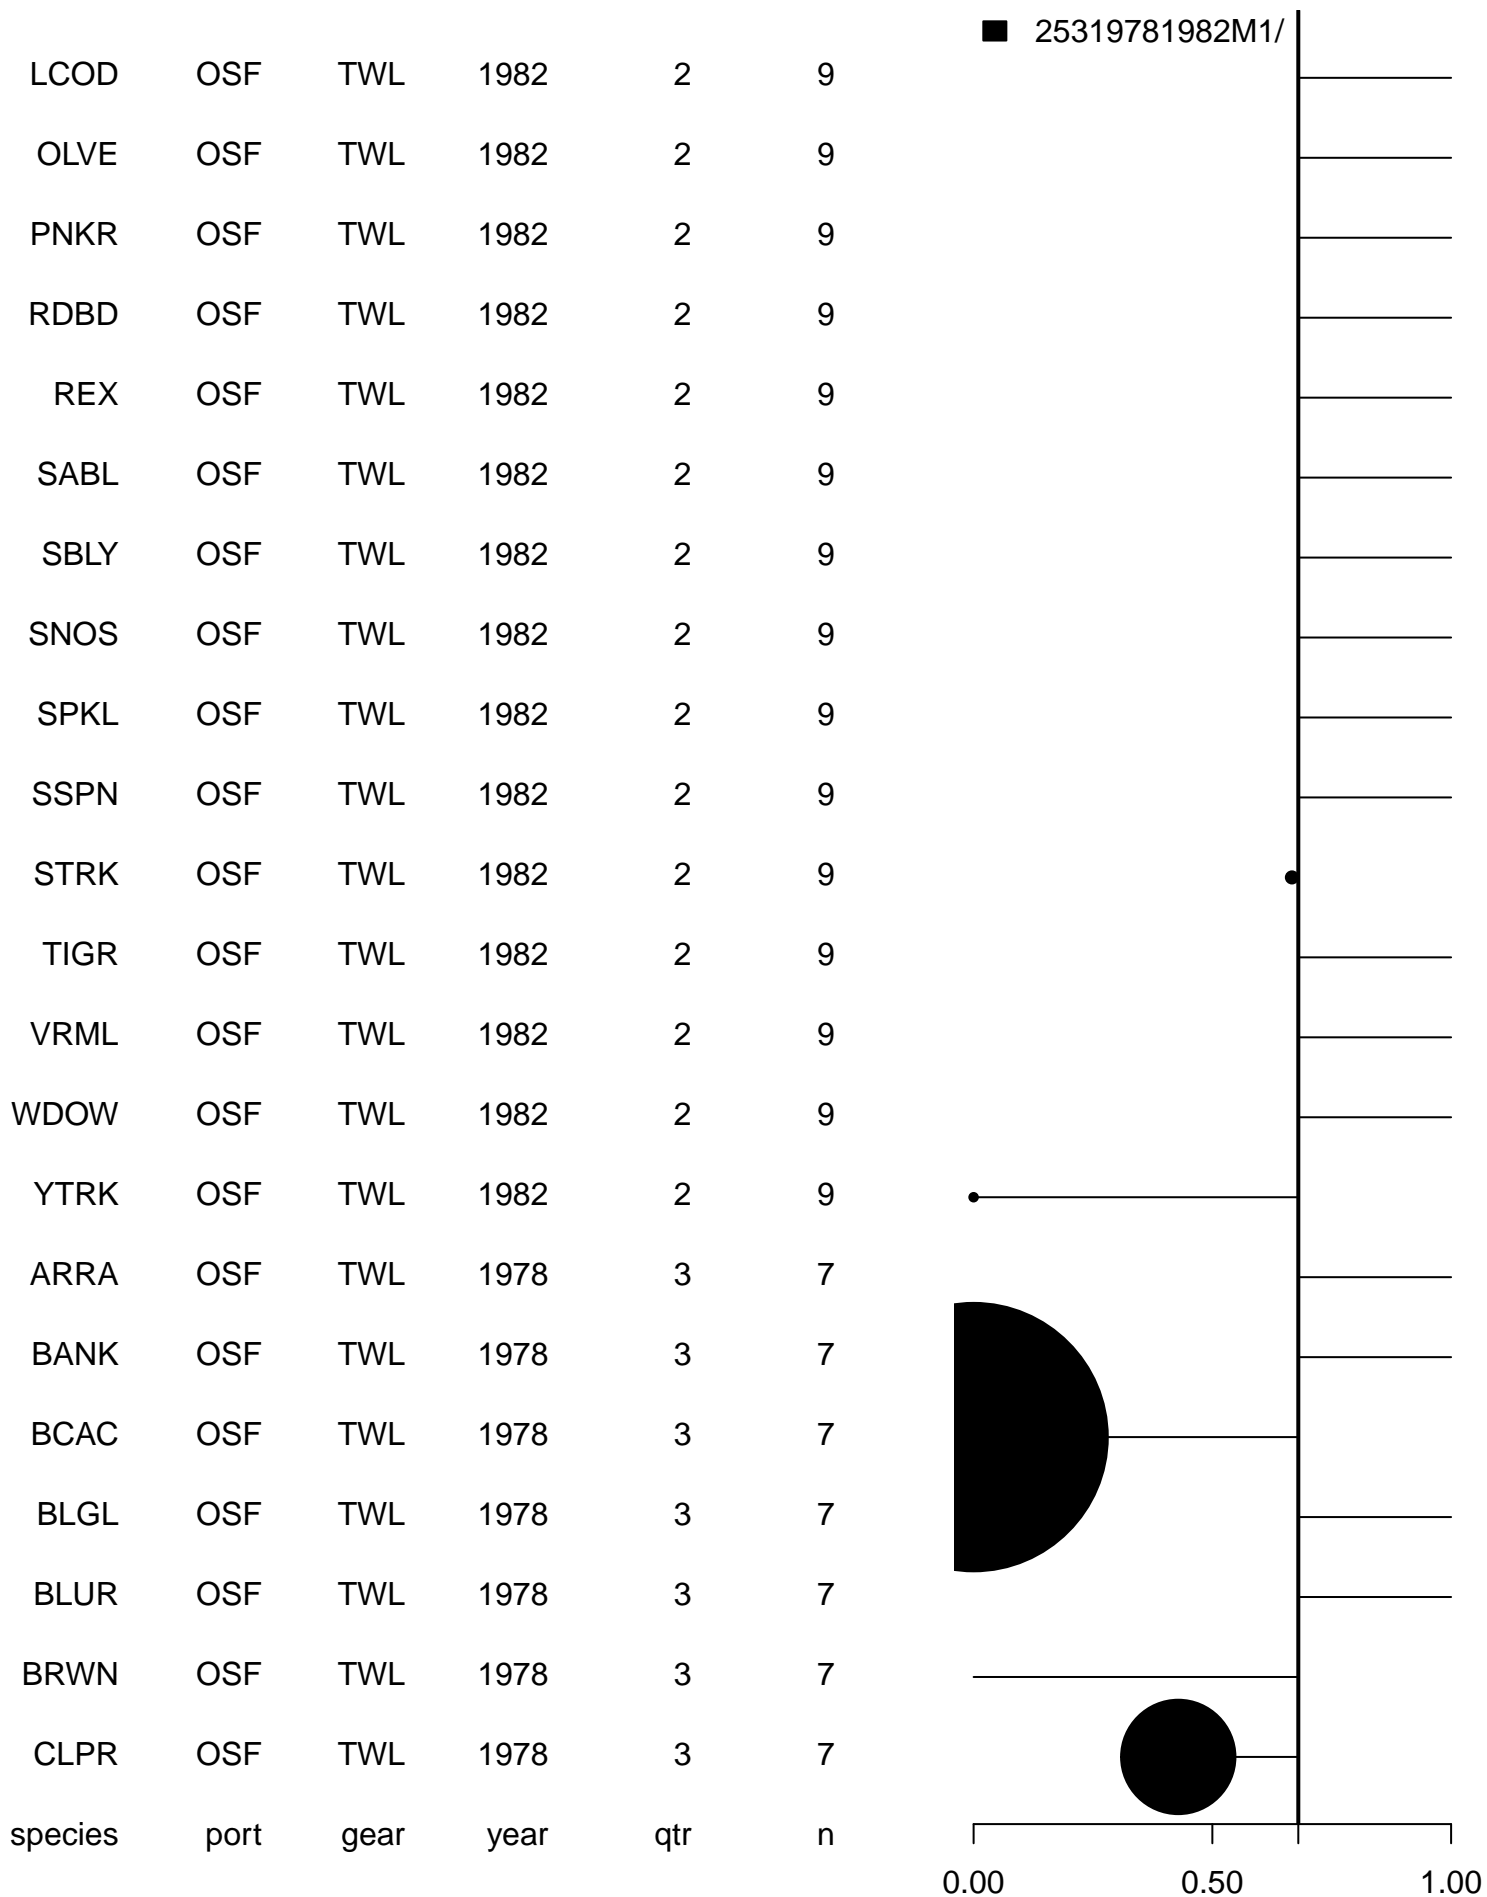 25319781982M1/
LCOD OSF TWL 1982 2 9
OLVE OSF TWL 1982 2 9
PNKR OSF TWL 1982 2 9
RDBD OSF TWL 1982 2 9
REX OSF TWL 1982 2 9
SABL OSF TWL 1982 2 9
SBLY OSF TWL 1982 2 9
SNOS OSF TWL 1982 2 9
SPKL OSF TWL 1982 2 9
SSPN OSF TWL 1982 2 9
STRK OSF TWL 1982 2 9
TIGR OSF TWL 1982 2 9
VRML OSF TWL 1982 2 9
WDOW OSF TWL 1982 2 9
YTRK OSF TWL 1982 2 9
ARRA OSF TWL 1978 3 7
BANK OSF TWL 1978 3 7
BCAC OSF TWL 1978 3 7
BLGL OSF TWL 1978 3 7
BLUR OSF TWL 1978 3 7
BRWN OSF TWL 1978 3 7
CLPR OSF TWL 1978 3 7
species port gear year qtr n
0.00 0.50 1.00